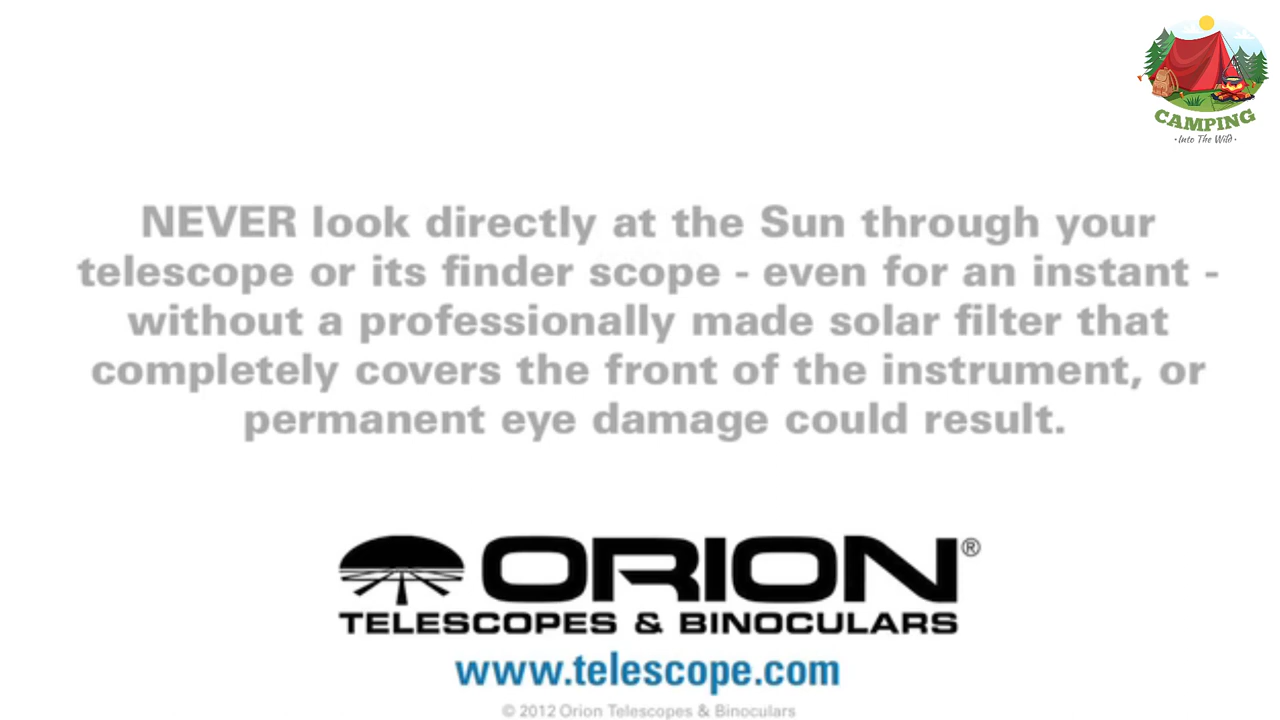 CAMPING
· Into The Wild ·
NEVER look directly at the Sun through your
telescope or its finder scope - even for an instant -
without a professionally made solar filter that
completely covers the front of the instrument, or
permanent eye damage could result.
ORION®
TELESCOPES & BINOCULARS
www.telescope.com
© 2012 Orion Telescopes & Binoculars